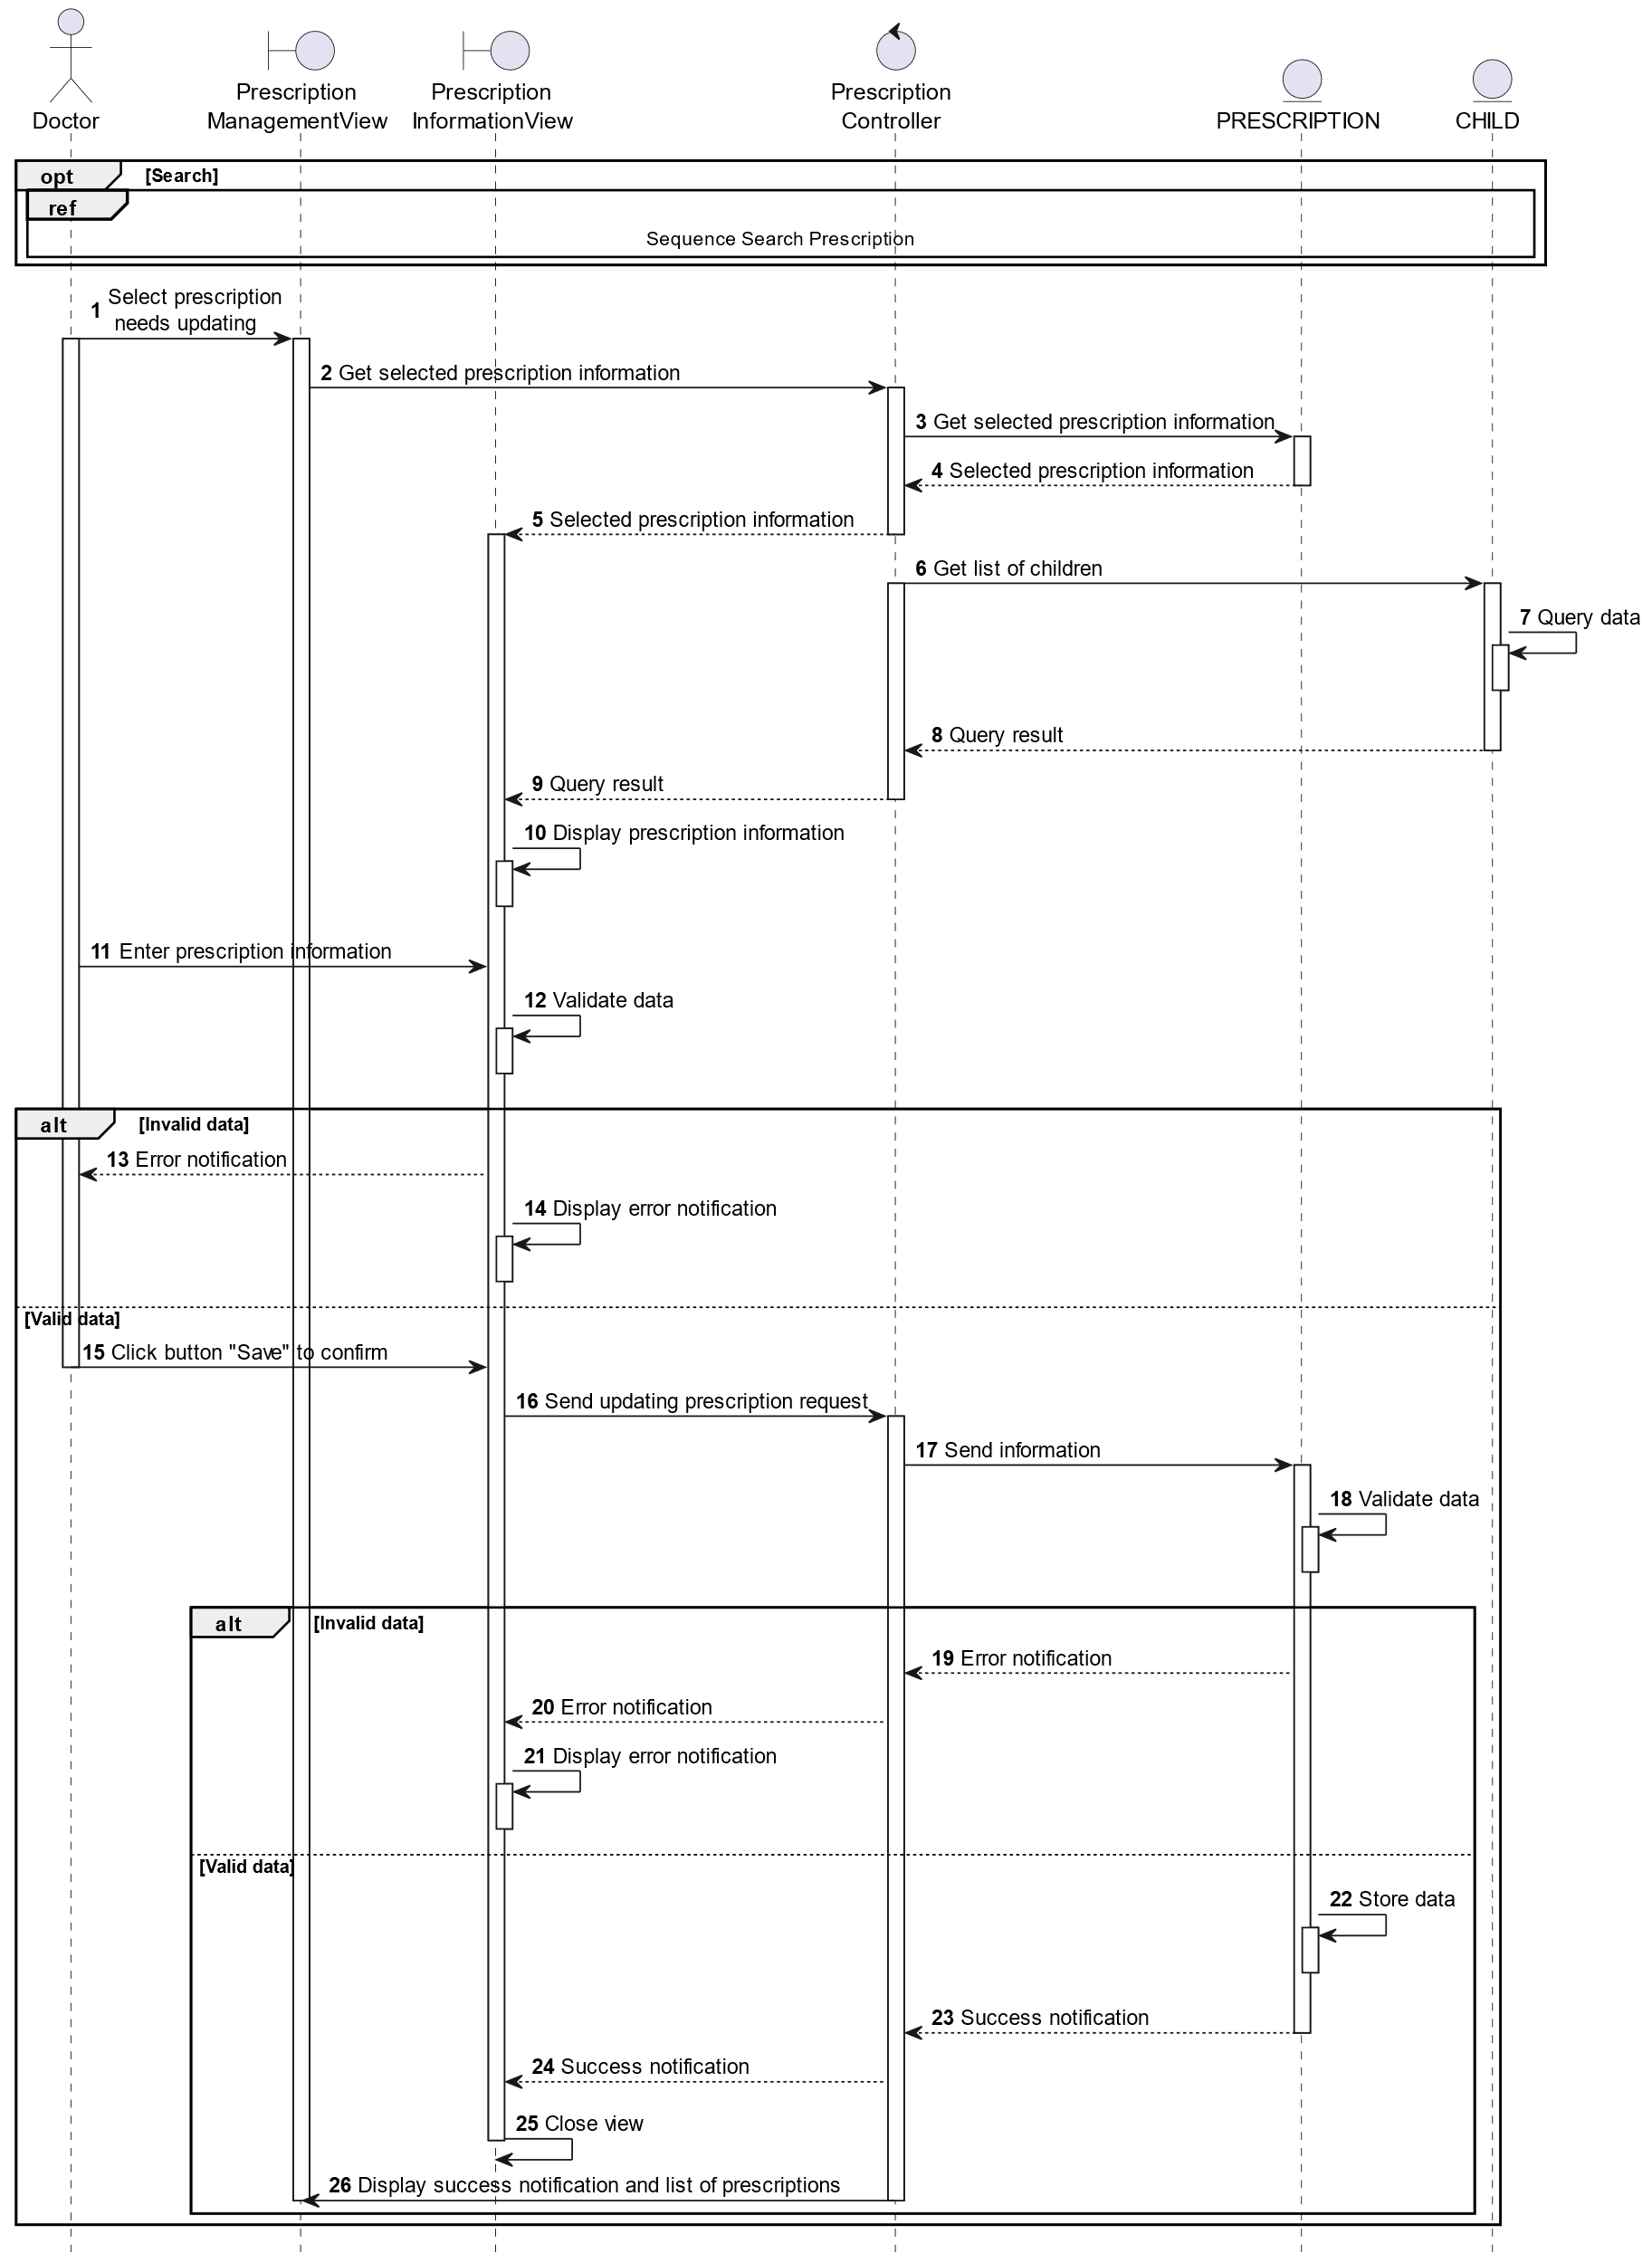 Doctor
Prescription
ManagementView
Prescription
InformationView
Prescription
Controller
PRESCRIPTION
CHILD
opt [Search]
ref
Sequence Search Prescription
1 Select prescription
needs updating
2 Get selected prescription information
3 Get selected prescription information
4 Selected prescription information
5 Selected prescription information
6 Get list of children
7 Query data
8 Query result
9 Query result
10 Display prescription information
11 Enter prescription information
12 Validate data
alt [Invalid data]
13 Error notification
14 Display error notification
[Valid data]
15 Click button "Save" to confirm
16 Send updating prescription request
17 Send information
18 Validate data
alt [Invalid data]
19 Error notification
20 Error notification
21 Display error notification
[Valid data]
22 Store data
23 Success notification
24 Success notification
25 Close view
26 Display success notification and list of prescriptions